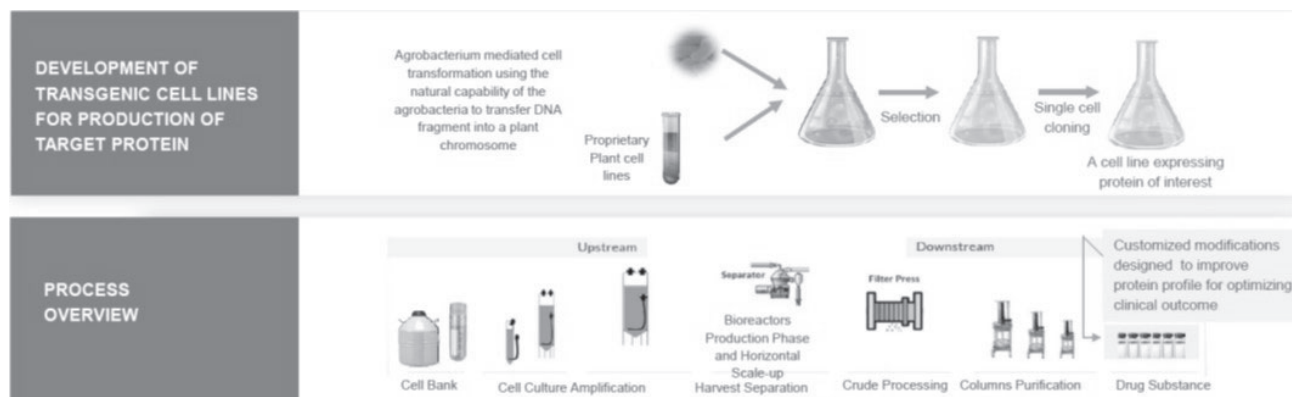 DEVELOPMENT OF
TRANSGENIC CELL LINES
FOR PRODUCTION OF
TARGET PROTEIN
Agrobacterium mediated cell
transformation using the
natural capability of the
agrobacteria to transfer DNA
fragment into a plant
chromosome
Proprietary
Plant cell
lines
Selection
Single cell
cloning
A cell line expressing
protein of interest
PROCESS
OVERVIEW
Upstream
Downstream
Customized modifications
designed to improve
protein profile for optimizing
clinical outcome
Separator
Filter Press
Bioreactors
Production Phase
and Horizontal
Scale-up
Cell Bank
Cell Culture Amplification
Harvest Separation
Crude Processing
Columns Purification
Drug Substance